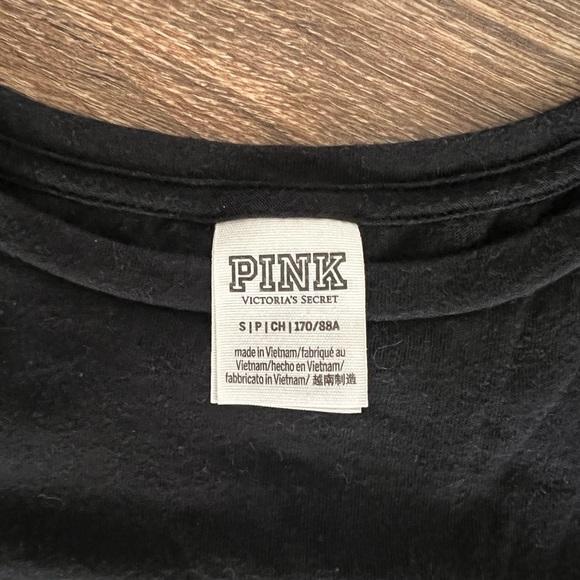 PINK
VICTORIA'S SECRET
S | P | CH | 170/88A
made in Vietnam/fabriqué au
Vietnam/hecho en Vietnam/
fabbricato in Vietnam/ 越南制造